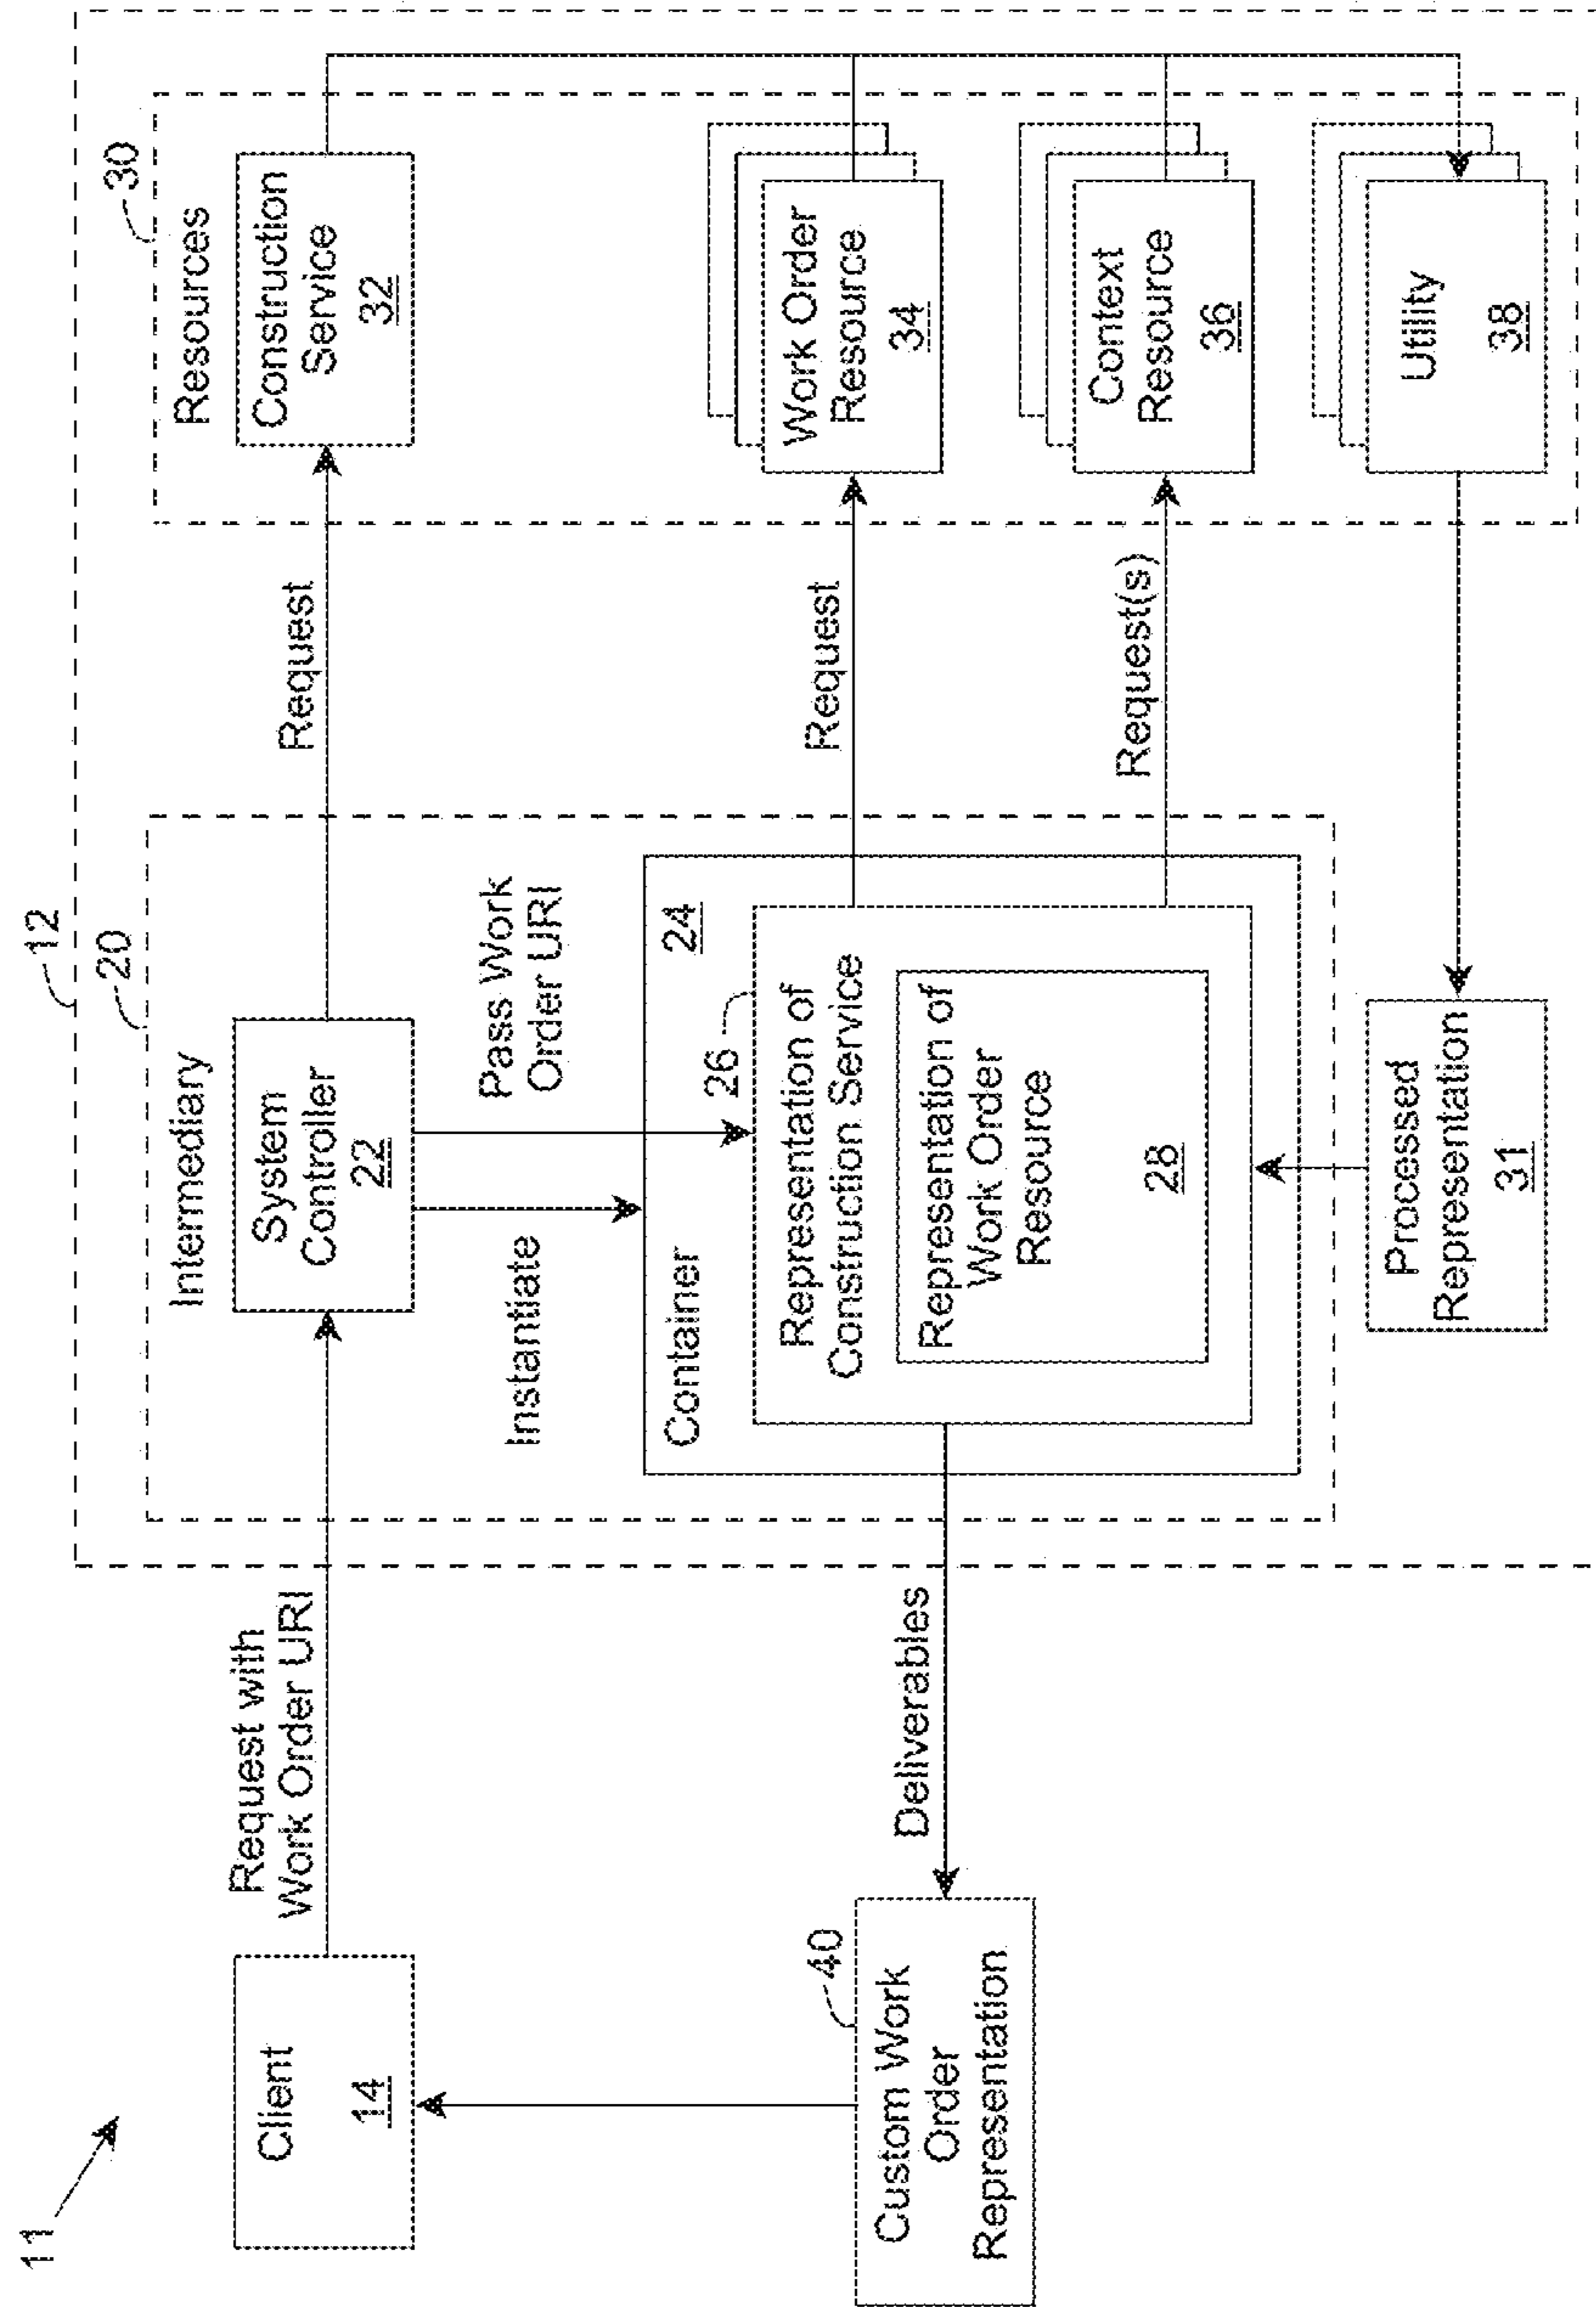 11
12
20
30
Client
14
Request with
Work Order URI
Intermediary
System
Controller
22
Request
Resources
Construction
Service
32
Instantiate
Pass Work
Order URI
Container
24
26
Representation of
Construction Service
Representation of
Work Order
Resource
28
Request
Work Order
Resource
34
Request(s)
Context
Resource
36
Utility
38
Processed
Representation
31
Deliverables
40
Custom Work
Order
Representation